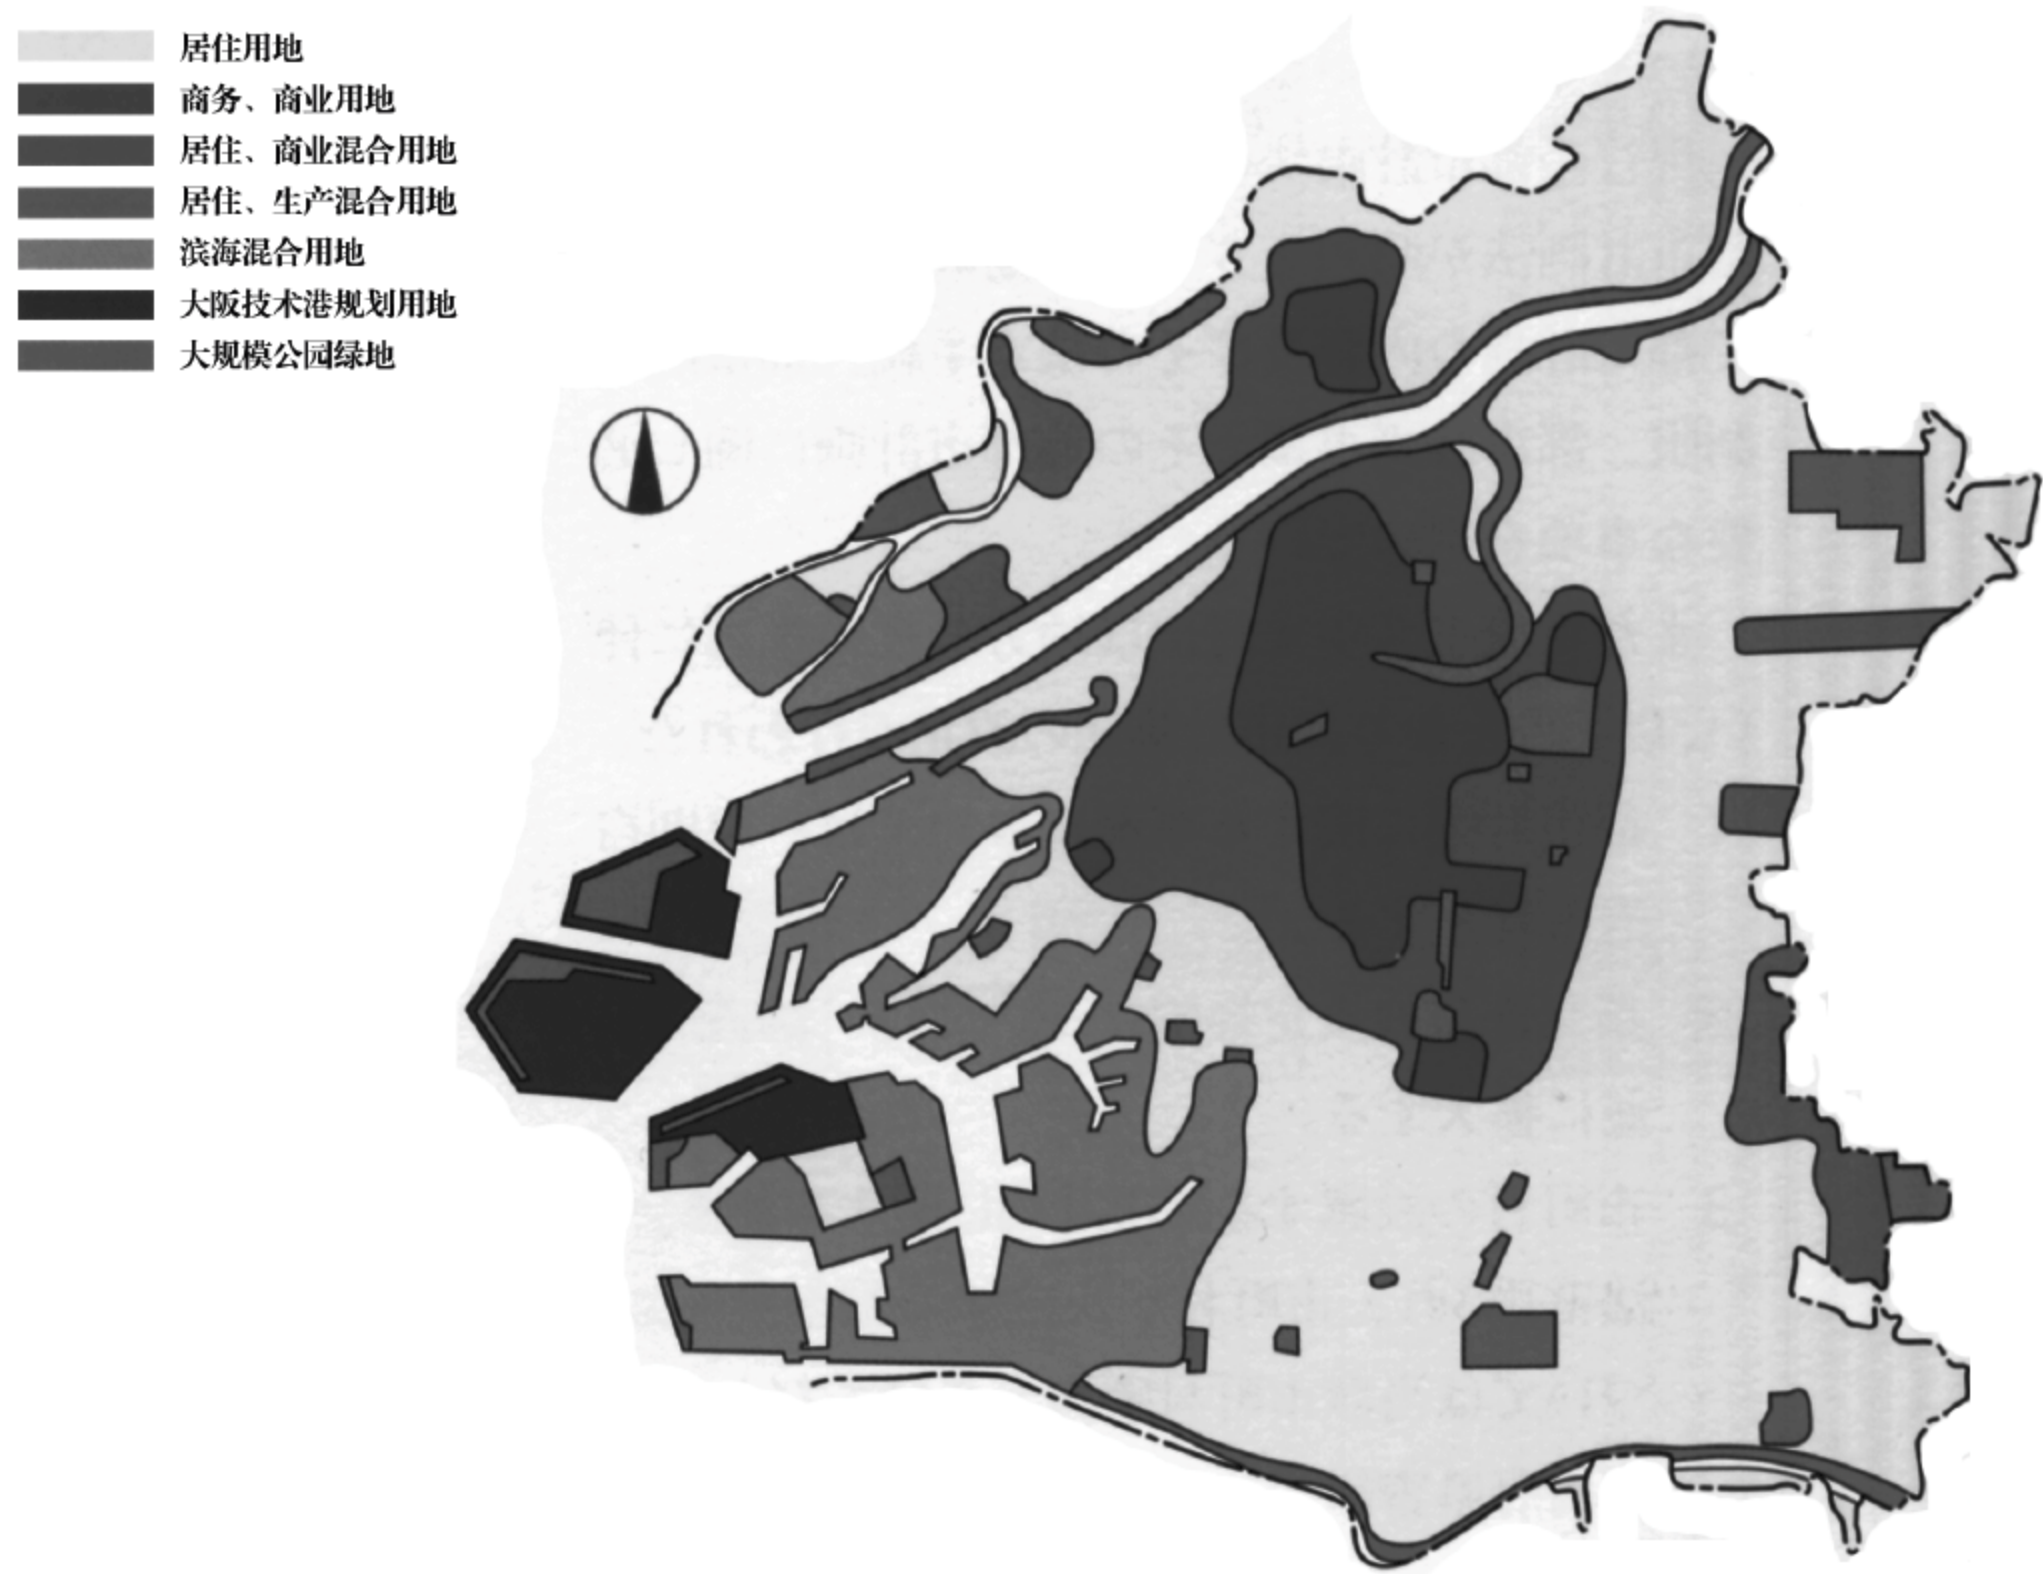 居住用地
商务、商业用地
居住、商业混合用地
居住、生产混合用地
滨海混合用地
大阪技术港规划用地
大规模公园绿地